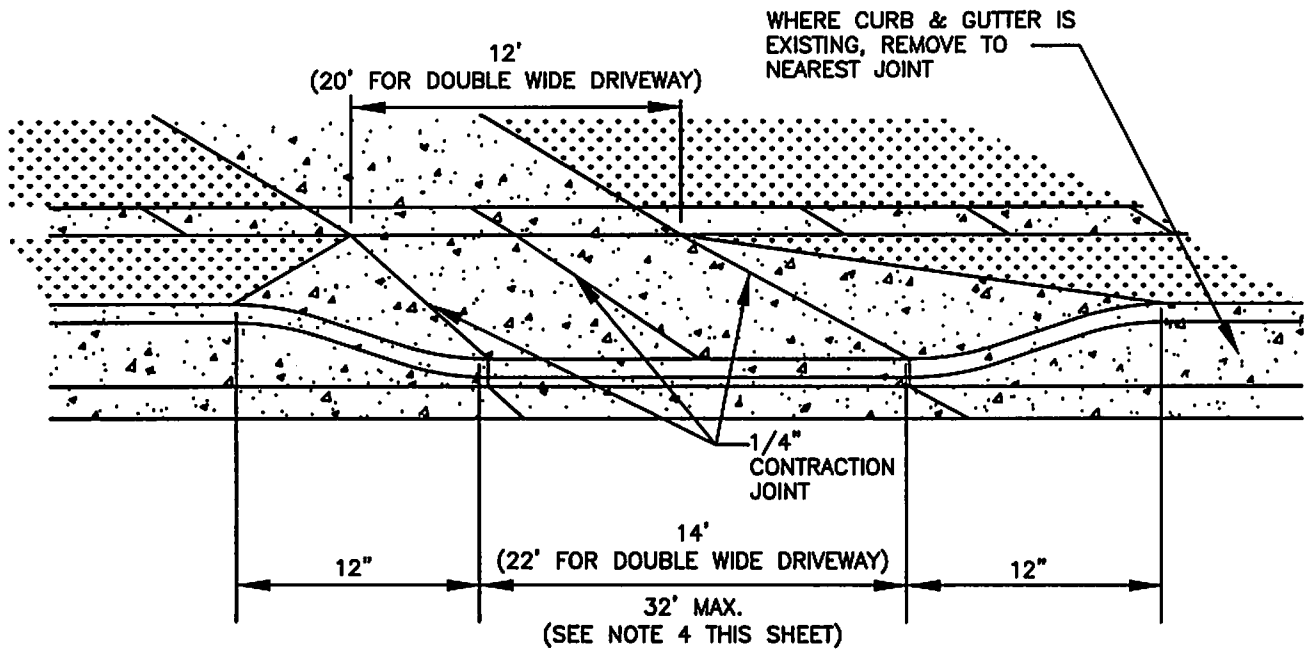 WHERE CURB & GUTTER IS
EXISTING, REMOVE TO
NEAREST JOINT
12'
(20' FOR DOUBLE WIDE DRIVEWAY)
1/4"
CONTRACTION
JOINT
12"
14'
(22' FOR DOUBLE WIDE DRIVEWAY)
12"
32' MAX.
(SEE NOTE 4 THIS SHEET)